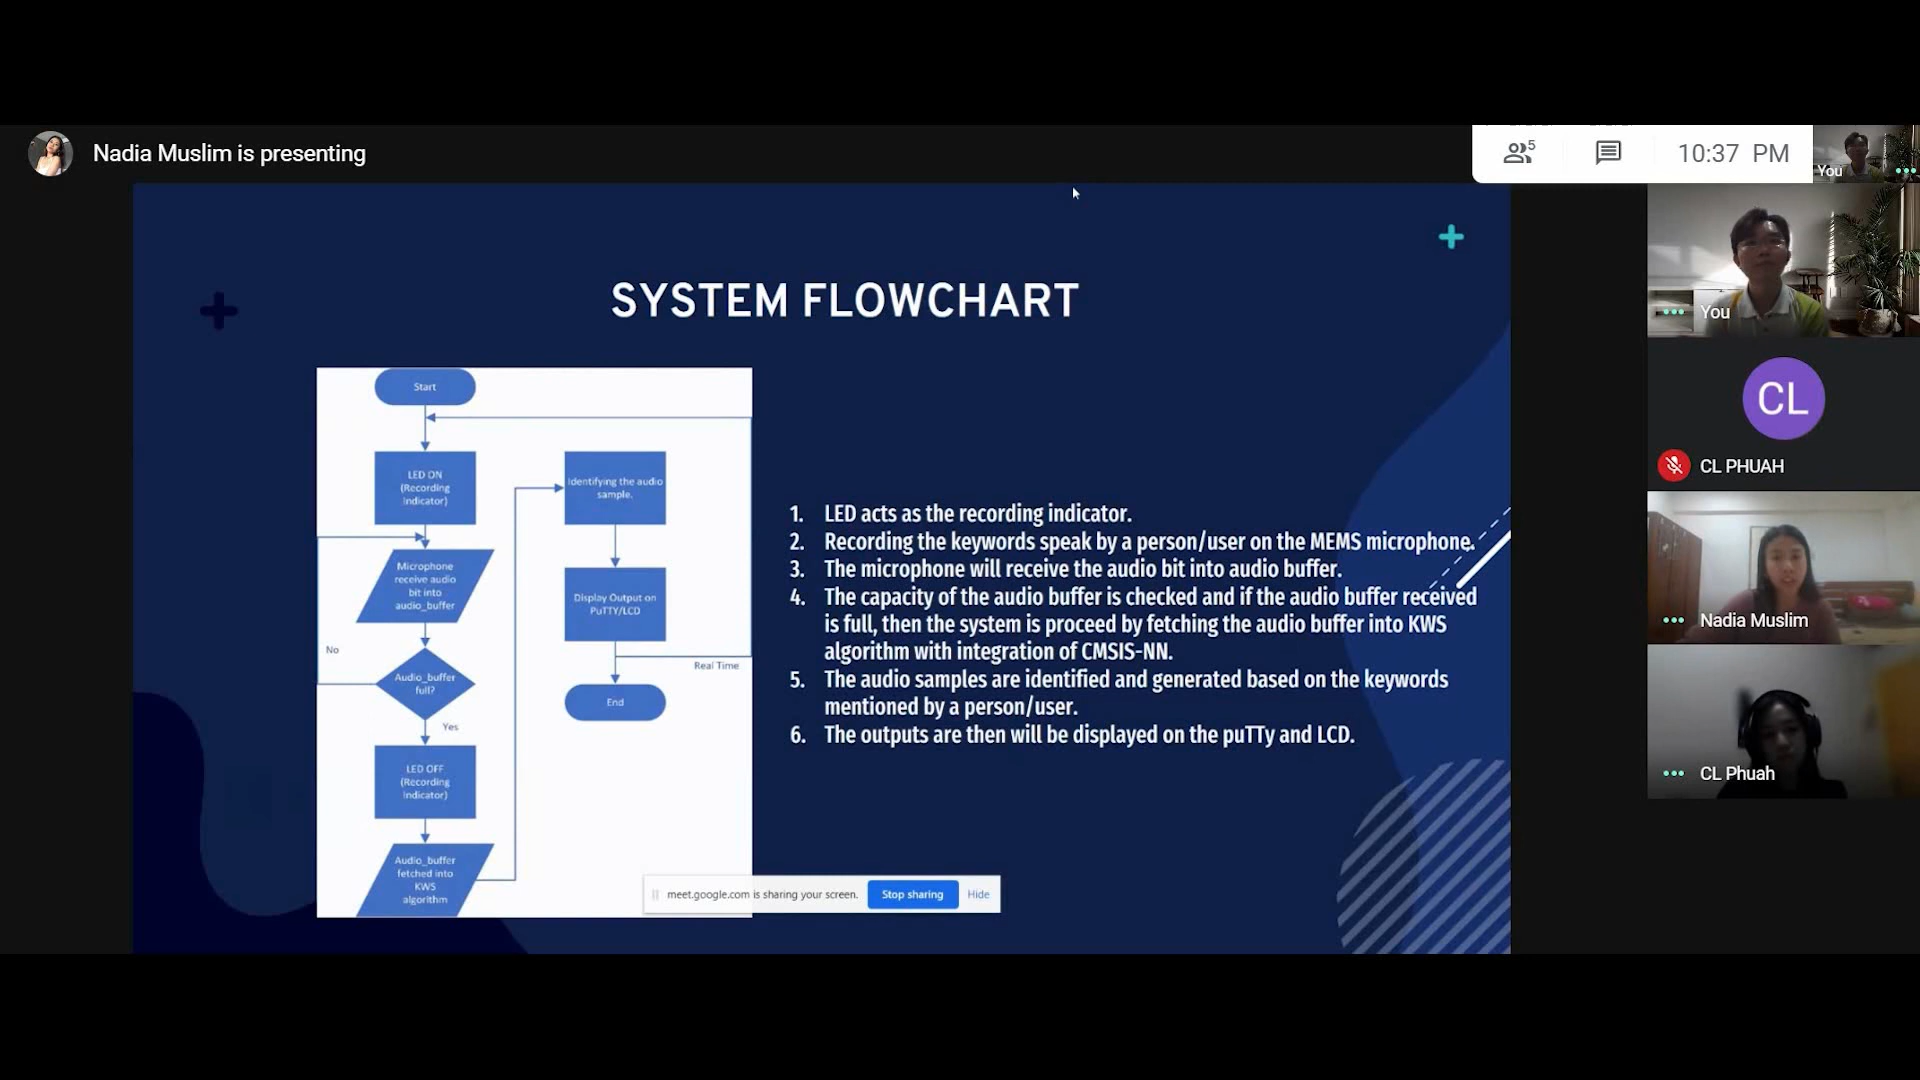 Nadia Muslim is presenting
5
10:37 PM
You
You
CL
CL PHUAH
Nadia Muslim
CL Phuah
SYSTEM FLOWCHART
Start
LED ON
(Recording
Indicator)
Microphone
receive audio
bit into
audio_buffer
No
Audio_buffer
full?
Yes
LED OFF
(Recording
Indicator)
Audio_buffer
fetched into
KWS
algorithm
Identifying the audio
sample.
Display Output on
PuTTY/LCD
Real Time
End
1. LED acts as the recording indicator.
2. Recording the keywords speak by a person/user on the MEMS microphone.
3. The microphone will receive the audio bit into audio buffer.
4. The capacity of the audio buffer is checked and if the audio buffer received
is full, then the system is proceed by fetching the audio buffer into KWS
algorithm with integration of CMSIS-NN.
5. The audio samples are identified and generated based on the keywords
mentioned by a person/user.
6. The outputs are then will be displayed on the puTTy and LCD.
meet.google.com is sharing your screen. Stop sharing Hide